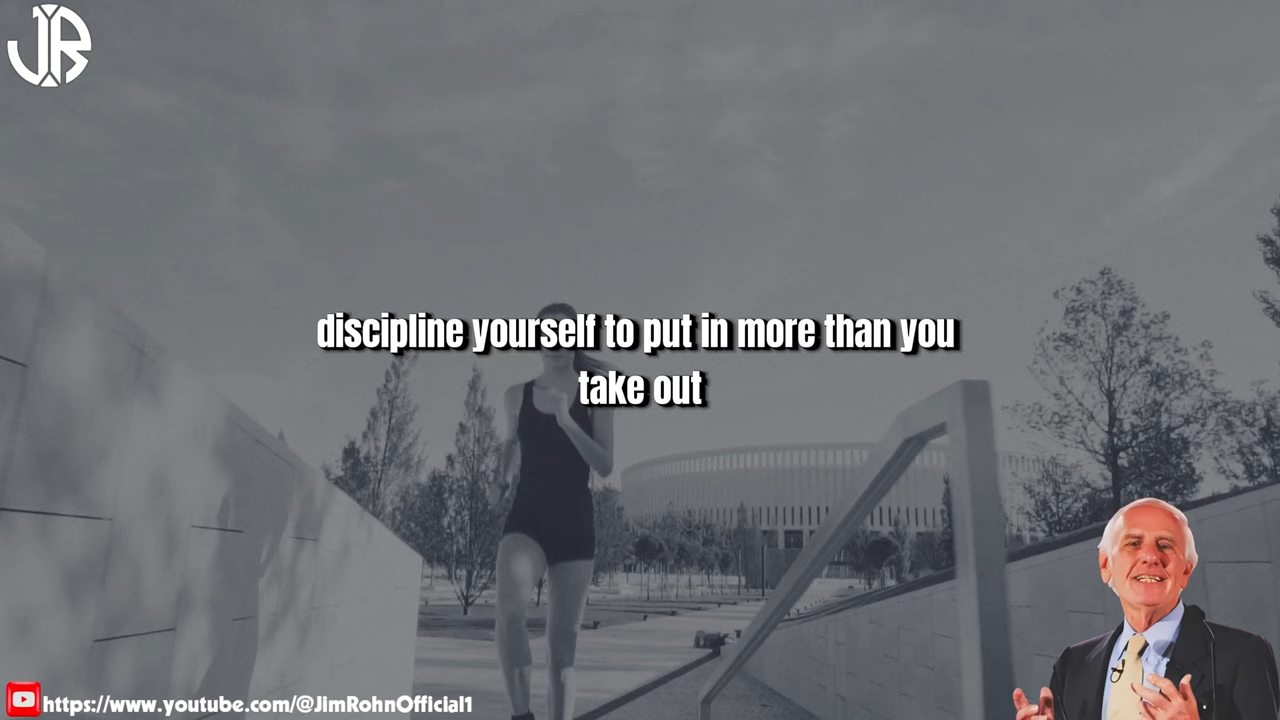 JR
discipline yourself to put in more than you
take out
https://www.youtube.com/@JimRohnOfficial1